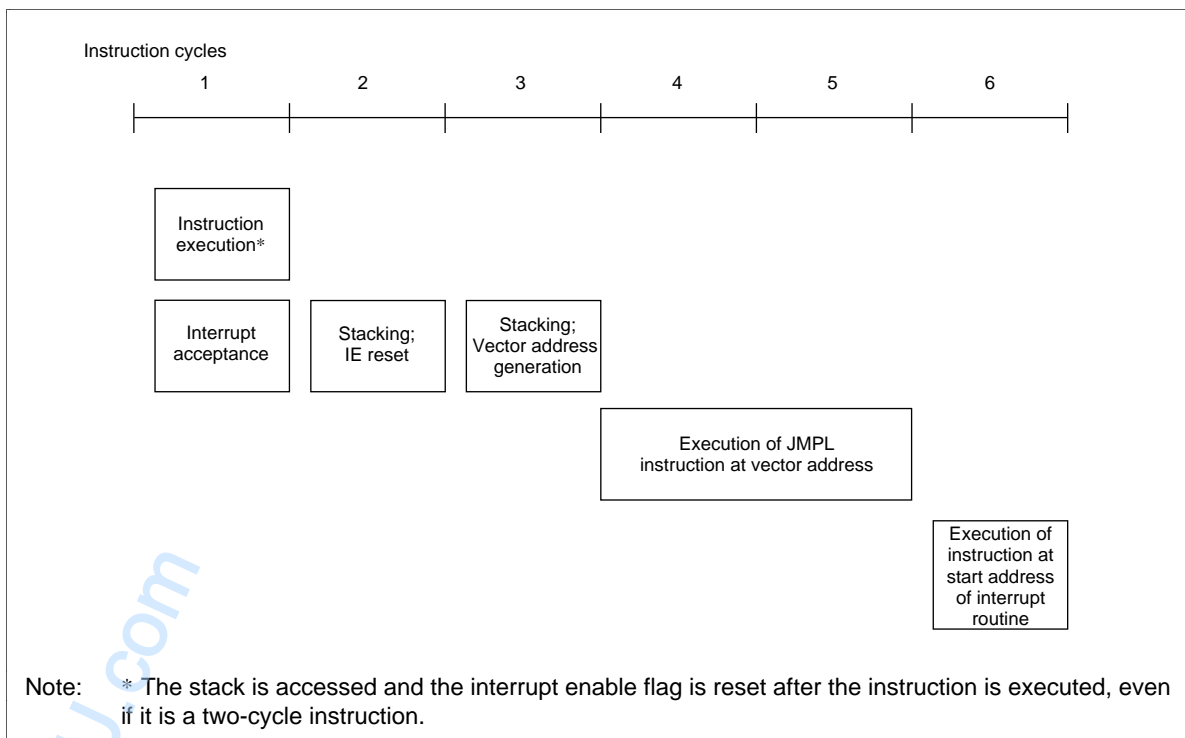 Instruction cycles
1 2 3 4 5 6
Instruction
execution*
Interrupt
acceptance
Stacking;
IE reset
Stacking;
Vector address
generation
Execution of JMPL
instruction at vector address
Execution of
instruction at
start address
of interrupt
routine
Note: * The stack is accessed and the interrupt enable flag is reset after the instruction is executed, even
if it is a two-cycle instruction.
J.com